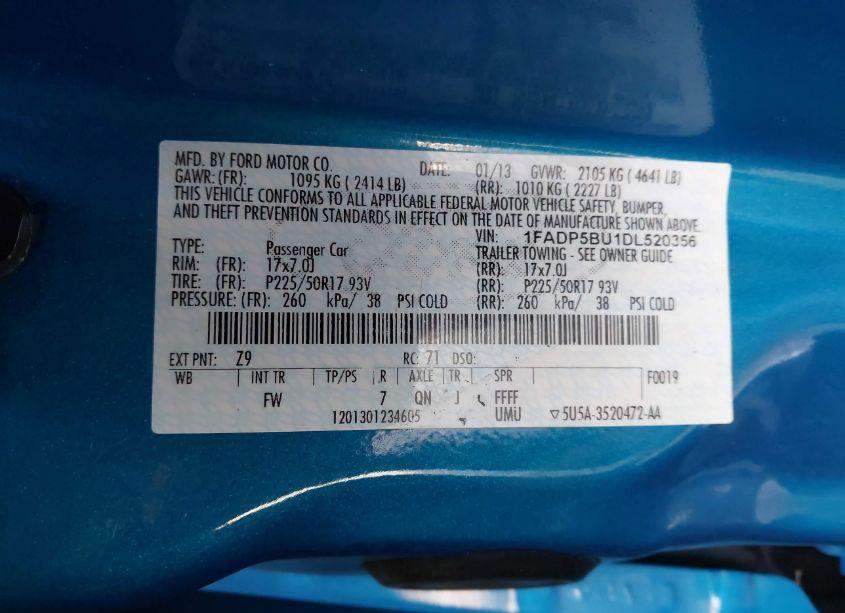 MFD. BY FORD MOTOR CO. DATE: 01/13 GVWR: 2105 KG ( 4641 LB)
GAWR: (FR): 1095 KG ( 2414 LB) (RR): 1010 KG ( 2227 LB)
THIS VEHICLE CONFORMS TO ALL APPLICABLE FEDERAL MOTOR VEHICLE SAFETY, BUMPER,
AND THEFT PREVENTION STANDARDS IN EFFECT ON THE DATE OF MANUFACTURE SHOWN ABOVE.
VIN: 1FADP5BU1DL520356
TYPE: Passenger Car TRAILER TOWING - SEE OWNER GUIDE
RIM: (FR): 17x7.0J (RR): 17x7.0J
TIRE: (FR): P225/50R17 93V (RR): P225/50R17 93V
PRESSURE: (FR): 260 kPa/ 38 PSI COLD (RR): 260 kPa/ 38 PSI COLD
EXT PNT: Z9 RC: 71 DSO:
WB INT TR TP/PS R AXLE TR SPR F0019
FW 7 QN J FFFF
1201301234605 UMU ▽5U5A-3520472-AA